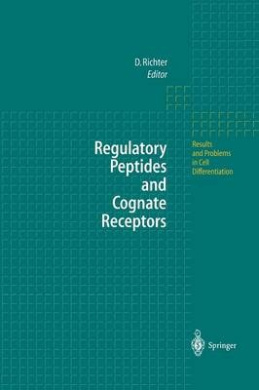 D. Richter
Editor
Regulatory
Peptides
and
Cognate
Receptors
Results
and Problems
in Cell
Differentiation
Springer